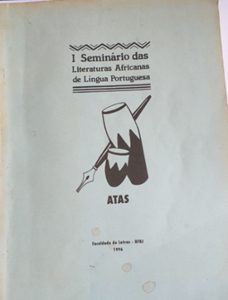 I Seminário das
Literaturas Africanas
de Língua Portuguesa
ATAS
Faculdade de Letras - UFRJ
1994